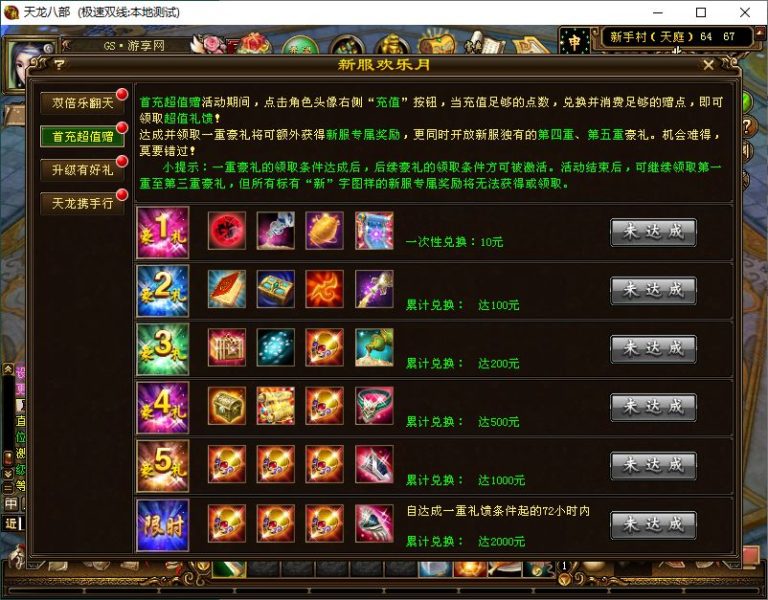 天龙八部 (极速双线:本地测试)
GS·游享网
新手村（天庭）64 67
申
?
新服欢乐月
双倍乐翻天
首充超值赠
升级有好礼
天龙携手行
首充超值赠活动期间，点击角色头像右侧“充值”按钮，当充值足够的点数，兑换并消费足够的赠点，即可
领取超值礼馈！
达成并领取一重豪礼将可额外获得新服专属奖励，更同时开放新服独有的第四重、第五重豪礼。机会难得，
莫要错过！
小提示：一重豪礼的领取条件达成后，后续豪礼的领取条件方可被激活。活动结束后，可继续领取第一
重至第三重豪礼，但所有标有“新”字图样的新服专属奖励将无法获得或领取。
1
豪礼
一次性兑换：10元
未达成
2
豪礼
累计兑换： 达100元
未达成
3
豪礼
累计兑换： 达200元
未达成
4
豪礼
累计兑换： 达500元
未达成
5
豪礼
累计兑换： 达1000元
未达成
限时
自达成一重礼馈条件起的72小时内
累计兑换： 达2000元
未达成
近
1